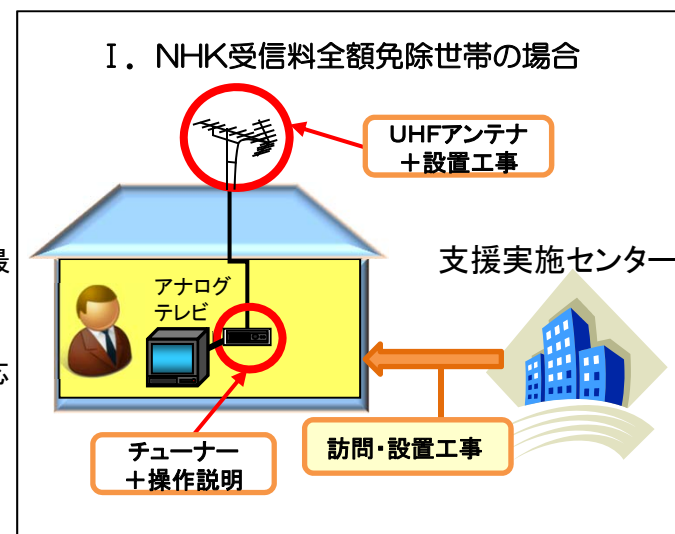 Ⅰ．NHK受信料全額免除世帯の場合
UHFアンテナ
＋設置工事
最
支援実施センター
アナログ
テレビ
応
チューナー
＋操作説明
訪問・設置工事